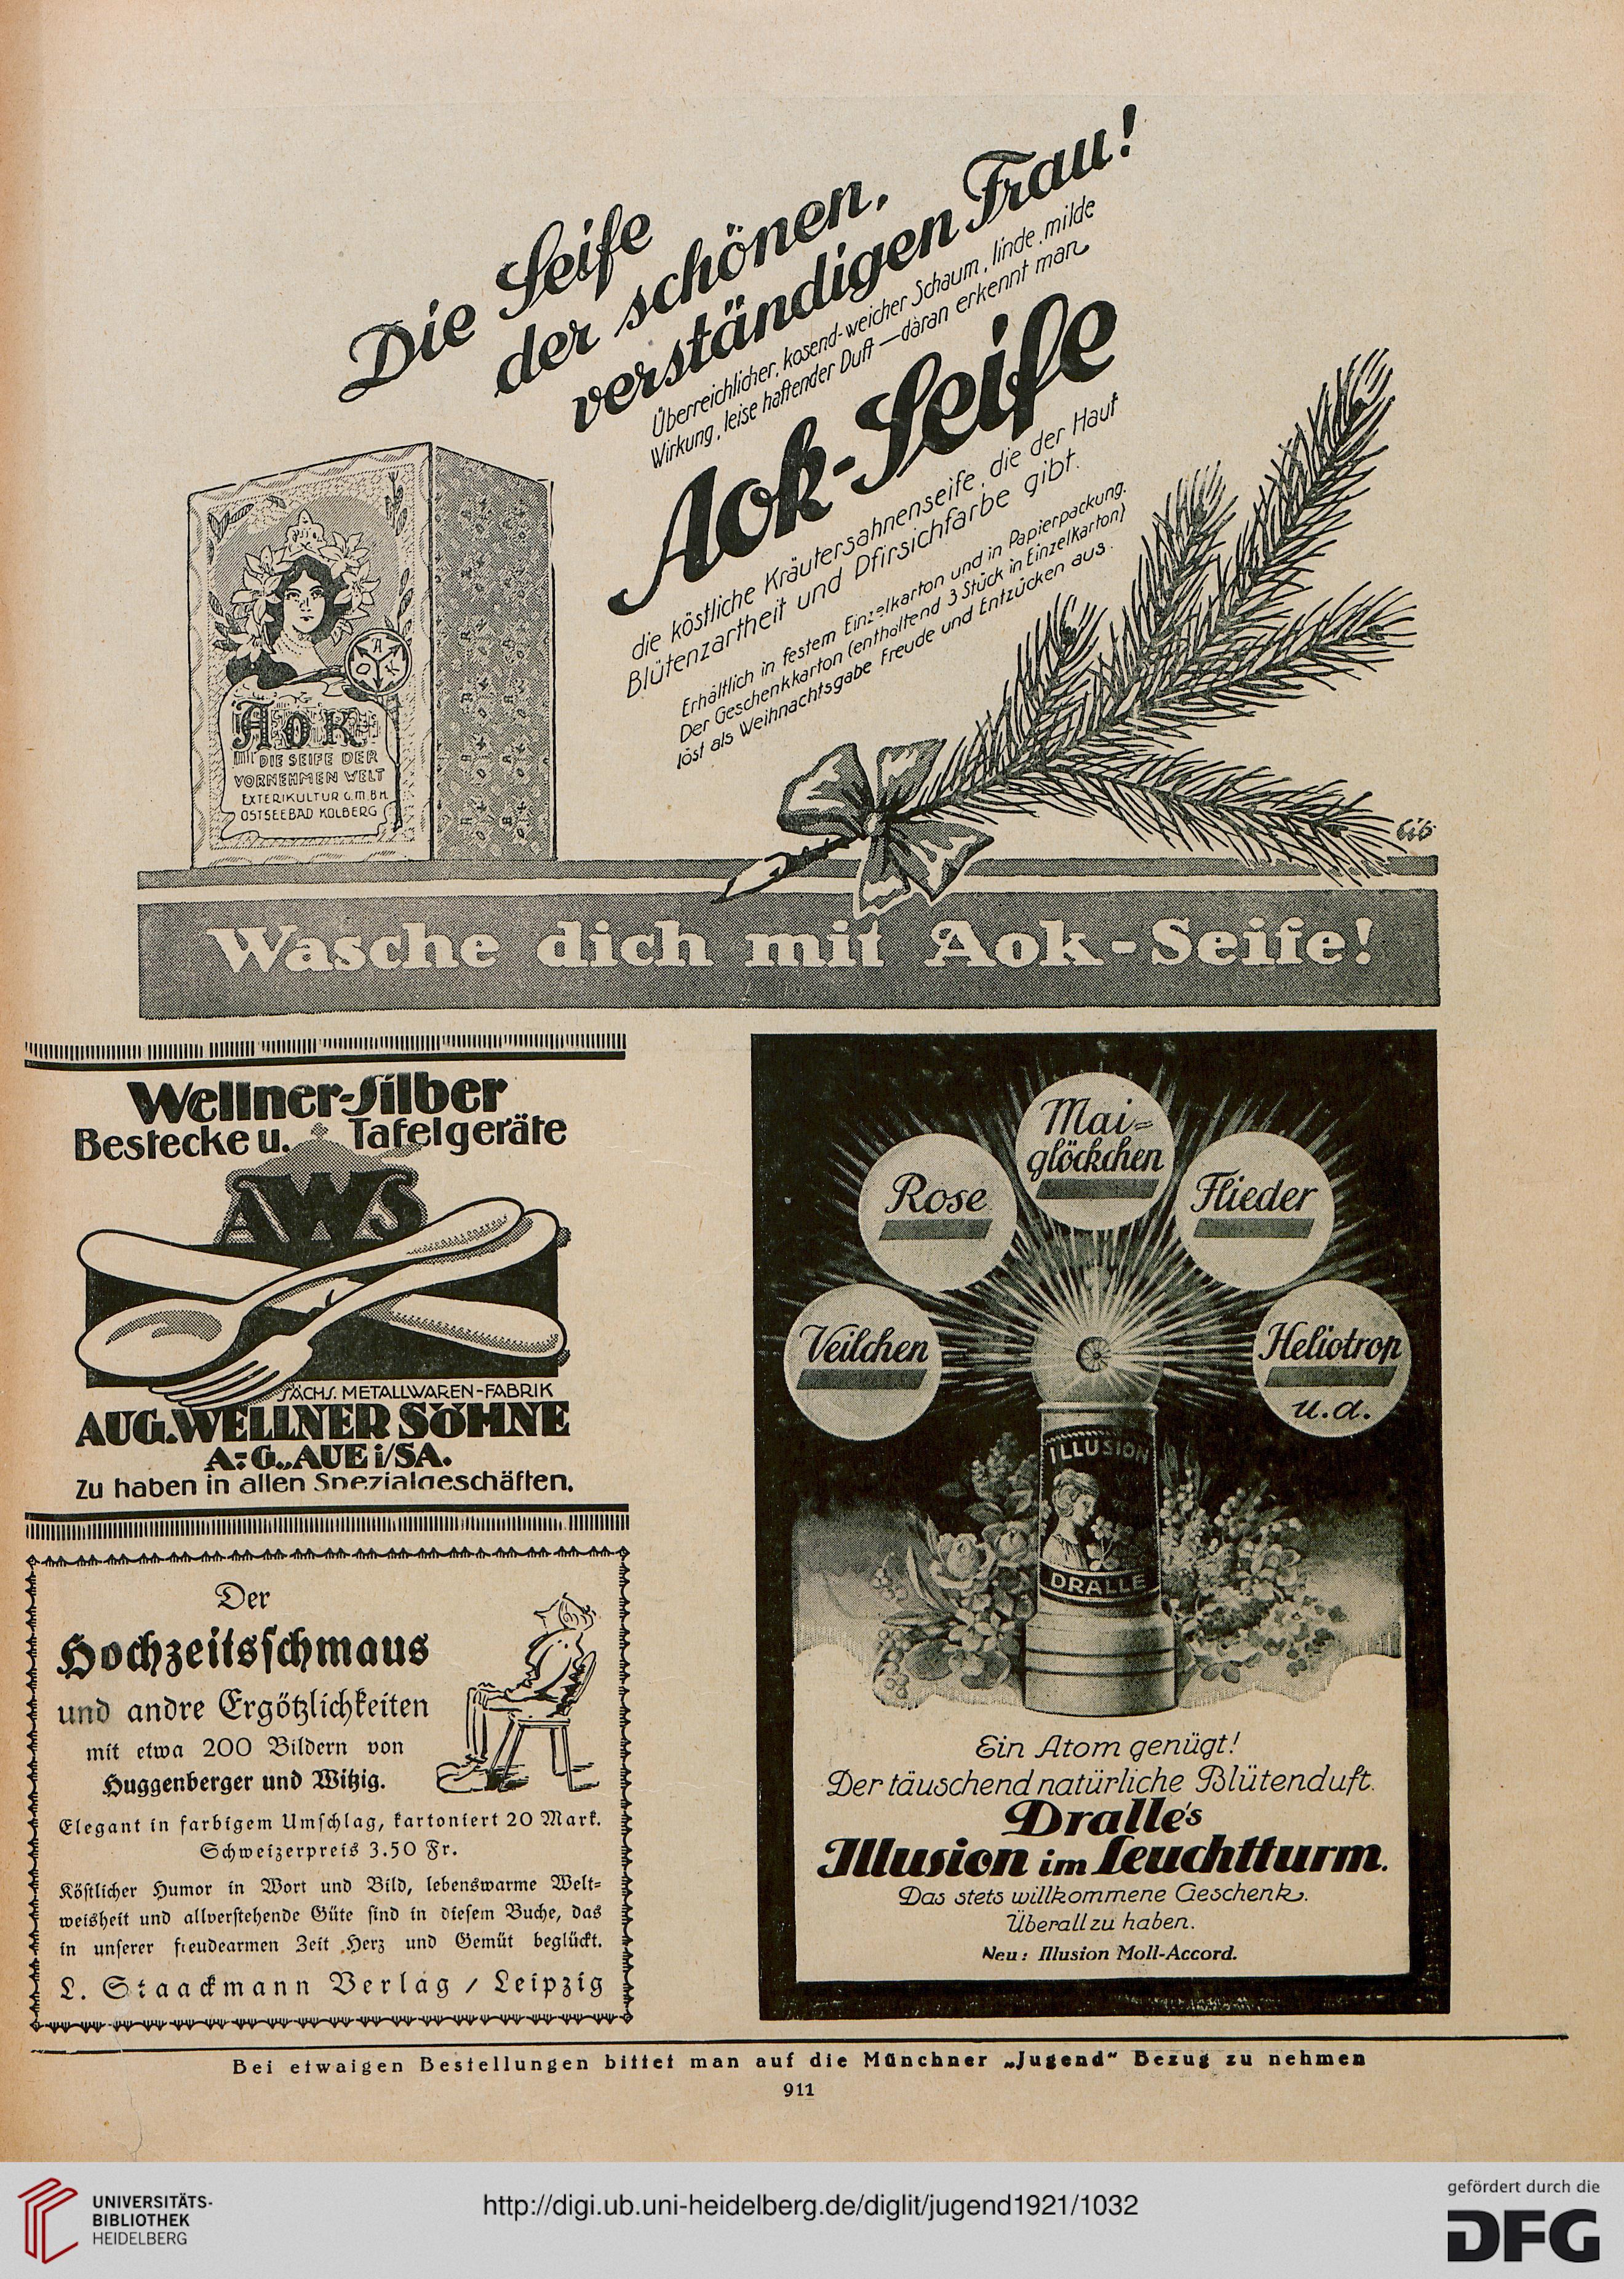 Die Seife
der schönen,
verständigen Frau!
Überreichlicher, kosend-weicher Schaum, linde, milde
Wirkung, leise haftender Duft — daran erkennt man
Aok-Seife
die köstliche Kräutersahnenseife, die der Haut
Blütenzartheit und Pfirsichfarbe gibt.
Erhältlich in festem Einzelkarton und in Papierpackung.
Der Geschenkkarton (enthaltend 3 Stück in Einzelkarton)
löst als Weihnachtsgabe Freude und Entzücken aus.
A
O K
Aok
DIE SEIFE DER
VORNEHMEN WELT
EXTERIKULTUR G.M.B.H.
OSTSEEBAD KOLBERG
Wasche dich mit Aok-Seife!
Wellner-Silber
Bestecke u. Tafelgeräte
AWS
SÄCHS. METALLWAREN-FABRIK
AUG. WELLNER SÖHNE
A.=G., AUE i/SA.
Zu haben in allen Spezialgeschäften.
Der
Hochzeitsschmaus
und andre Ergötzlichkeiten
mit etwa 200 Bildern von
Huggenberger und Witzig.
Elegant in farbigem Umschlag, kartoniert 20 Mark.
Schweizerpreis 3.50 Fr.
Köstlicher Humor in Wort und Bild, lebenswarme Welt=
weisheit und allverstehende Güte sind in diesem Buche, das
in unserer freudearmen Zeit Herz und Gemüt beglückt.
L. Staackmann Verlag / Leipzig
Mai=
glöckchen
Rose
Flieder
Veilchen
Heliotrop
u.a.
ILLUSION
DRALLE
Ein Atom genügt!
Der täuschend natürliche Blütenduft.
Dralle's
Illusion im Leuchtturm.
Das stets willkommene Geschenk.
Überall zu haben.
Neu: Illusion Moll-Accord.
Bei etwaigen Bestellungen bittet man auf die Münchner „Jugend" Bezug zu nehmen
911
UNIVERSITÄTS-
BIBLIOTHEK
HEIDELBERG
http://digi.ub.uni-heidelberg.de/diglit/jugend1921/1032
gefördert durch die
DFG